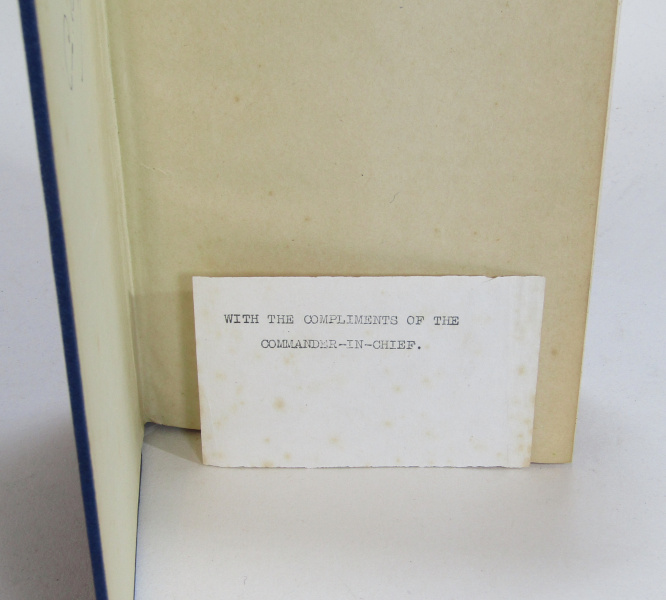 WITH THE COMPLIMENTS OF THE
COMMANDER-IN-CHIEF.